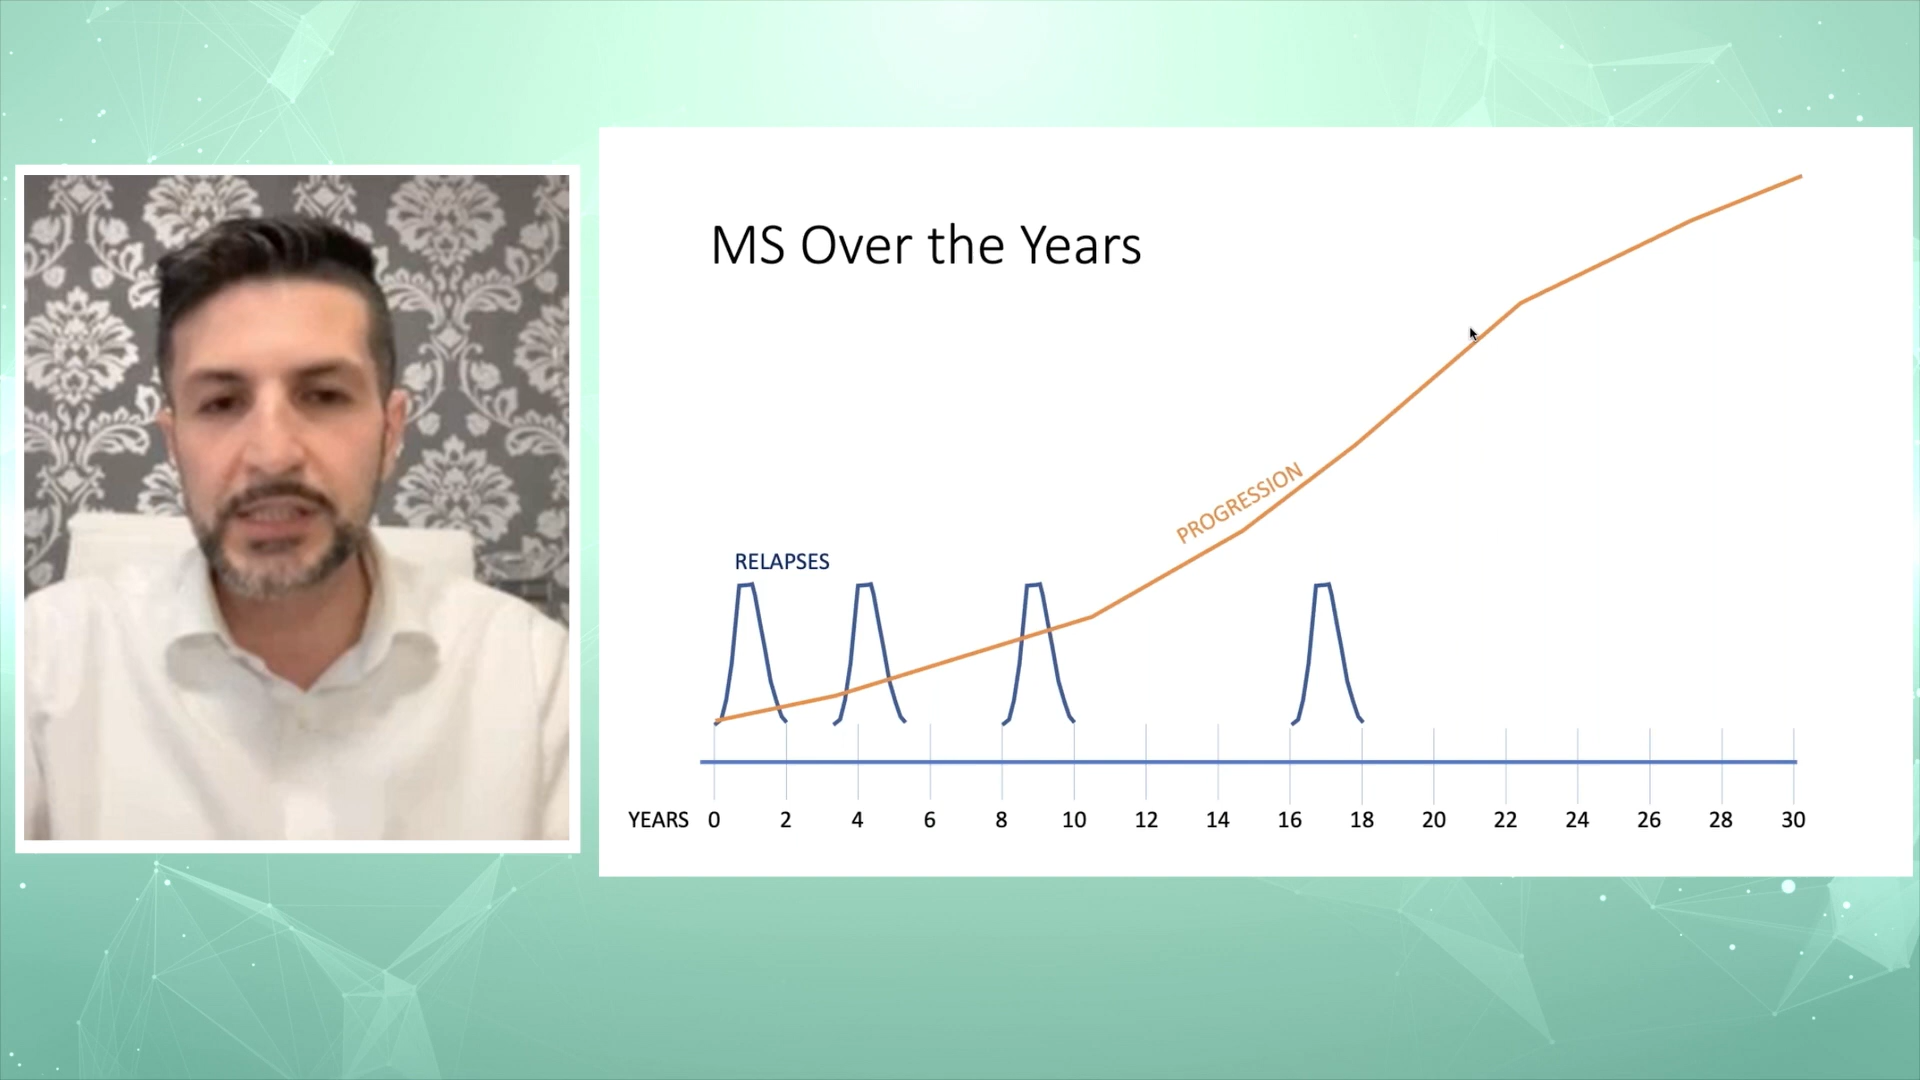 MS Over the Years
PROGRESSION
RELAPSES
YEARS 0 2 4 6 8 10 12 14 16 18 20 22 24 26 28 30